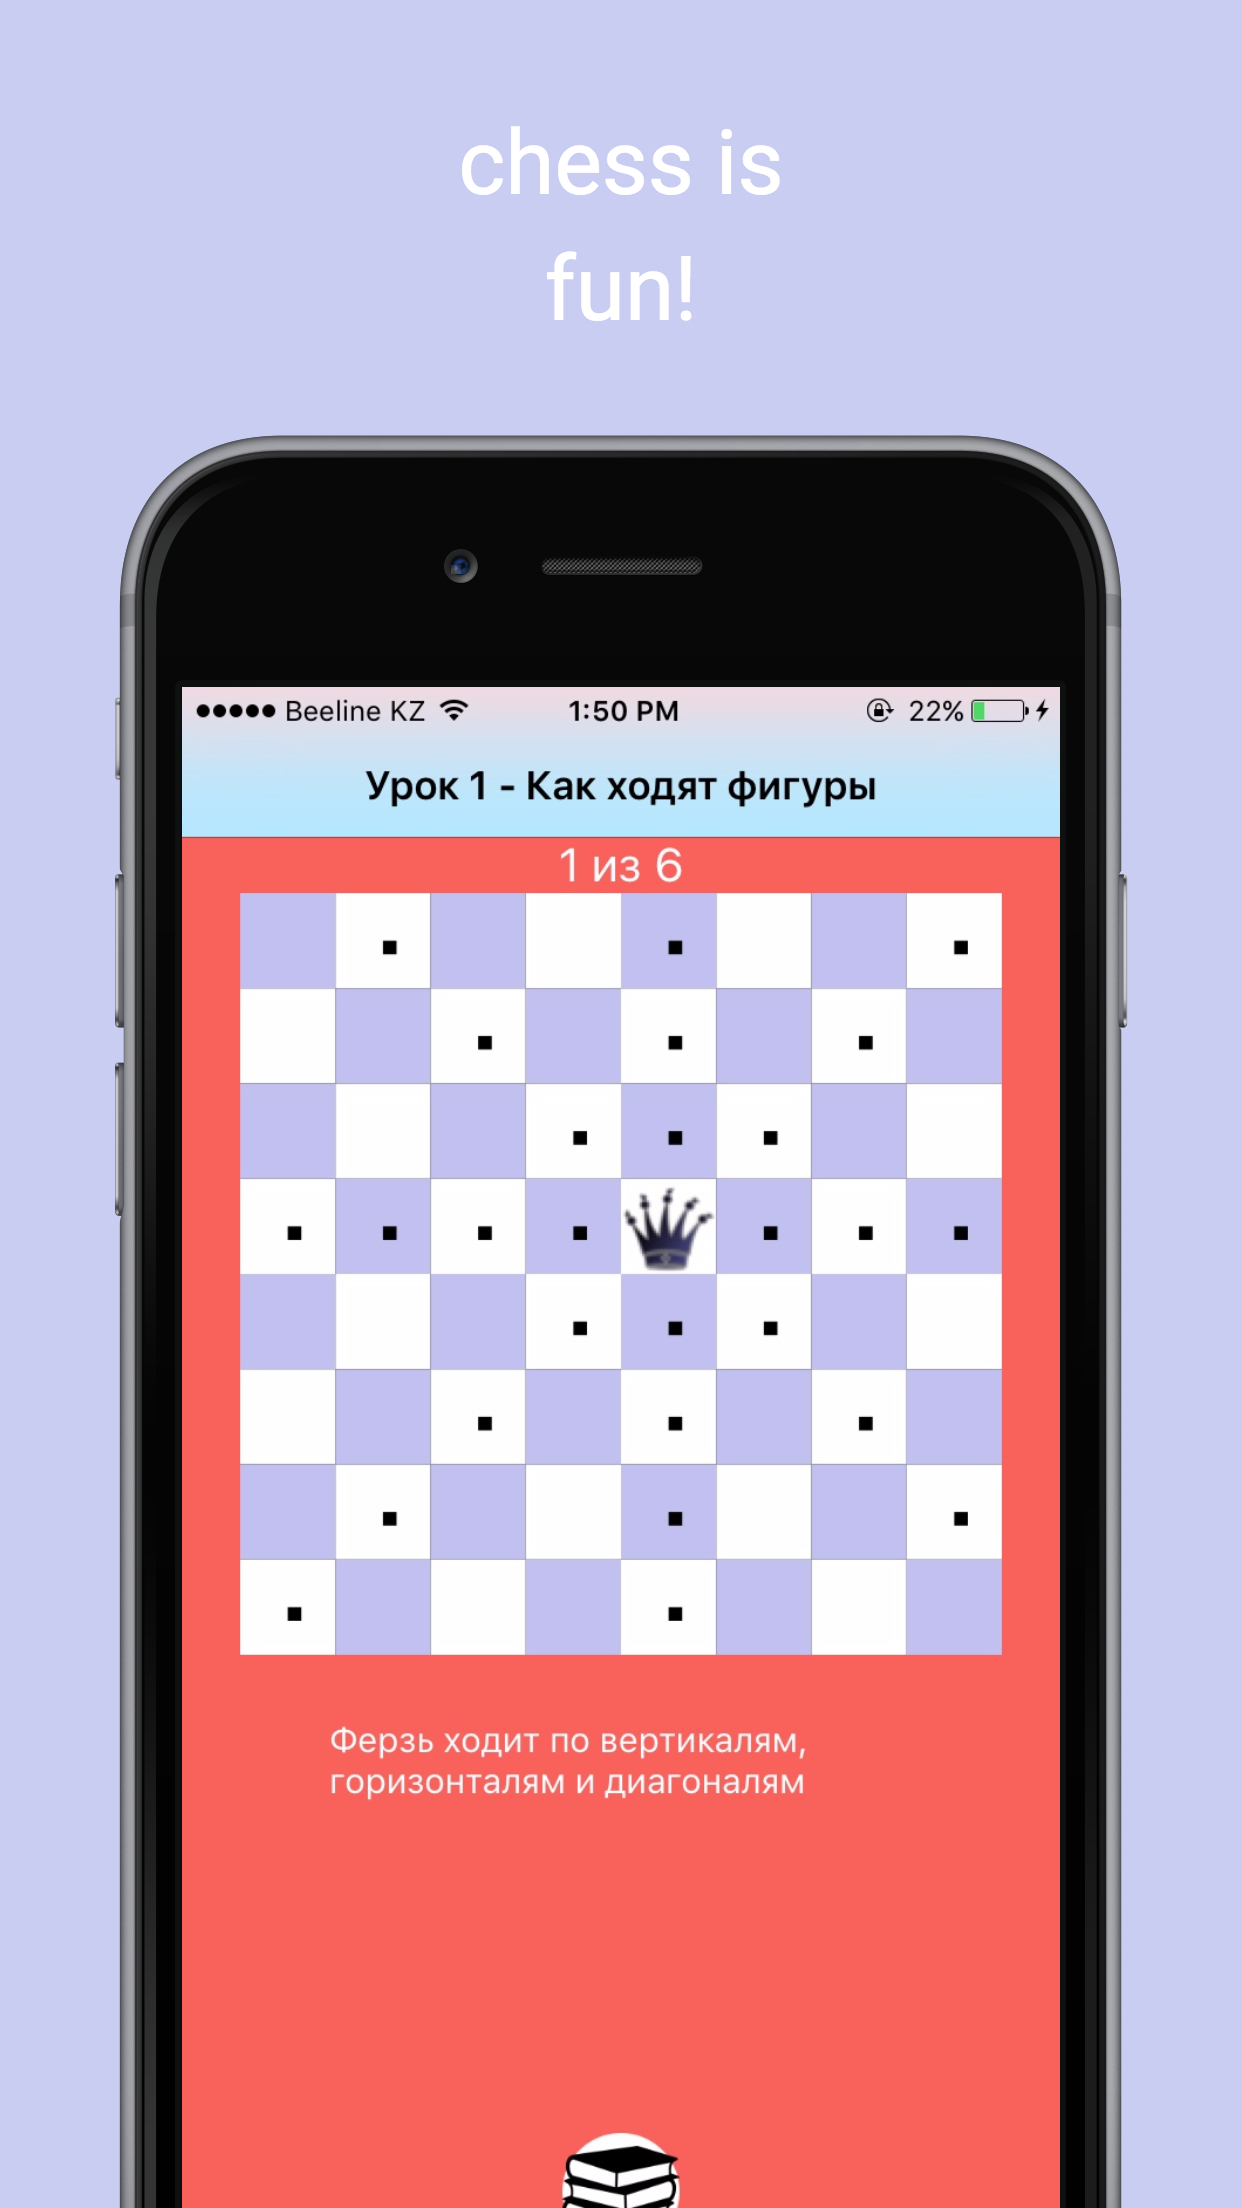 chess is
fun!
Beeline KZ 1:50 PM 22%
Урок 1 - Как ходят фигуры
1 из 6
Ферзь ходит по вертикалям,
горизонталям и диагоналям